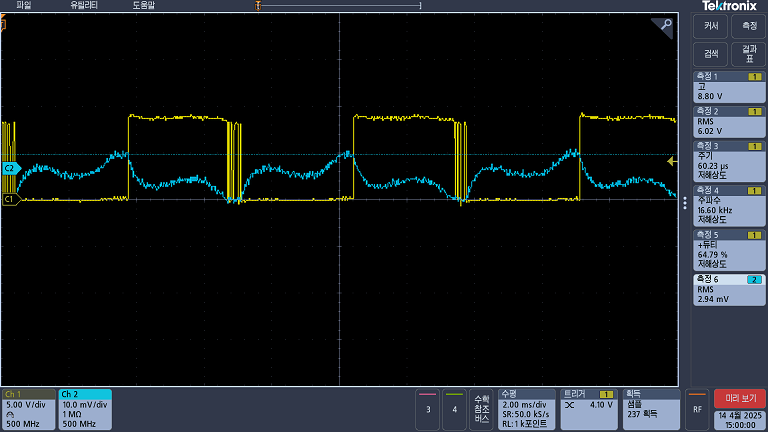 파일 유틸리티 도움말
Tektronix
T
커서 측정
검색 결과
표
측정 1 1
고
8.80 V
측정 2 1
RMS
6.02 V
측정 3 1
주기
60.23 µs
저해상도
측정 4 1
주파수
16.60 kHz
저해상도
측정 5 1
+듀티
64.79 %
저해상도
측정 6 2
RMS
2.94 mV
C2
C1
Ch 1
5.00 V/div
500 MHz
Ch 2
10.0 mV/div
1 MΩ
500 MHz
3
4
수학
참조
버스
수평
2.00 ms/div
SR:50.0 kS/s
RL:1 k포인트
트리거 1
4.10 V
획득
샘플
237 획득
RF
미리 보기
14 4월 2025
15:00:00